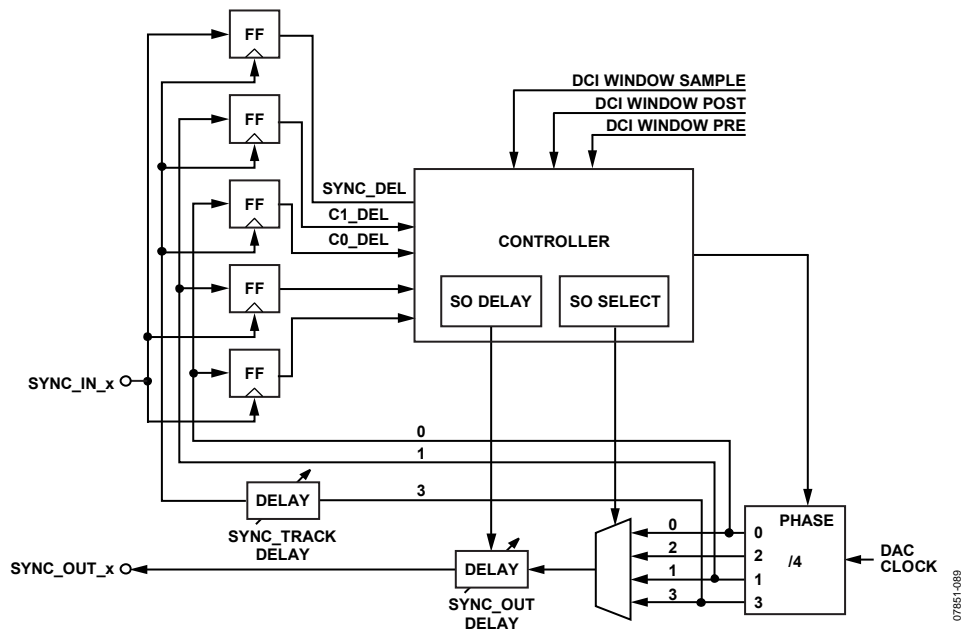 FF
FF
FF
FF
FF
DCI WINDOW SAMPLE
DCI WINDOW POST
DCI WINDOW PRE
SYNC_DEL
C1_DEL
C0_DEL
CONTROLLER
SO DELAY
SO SELECT
SYNC_IN_x
0
1
3
DELAY
SYNC_TRACK
DELAY
SYNC_OUT_x
DELAY
SYNC_OUT
DELAY
0
2
1
3
PHASE
0
2
1
3
/4
DAC
CLOCK
07851-089